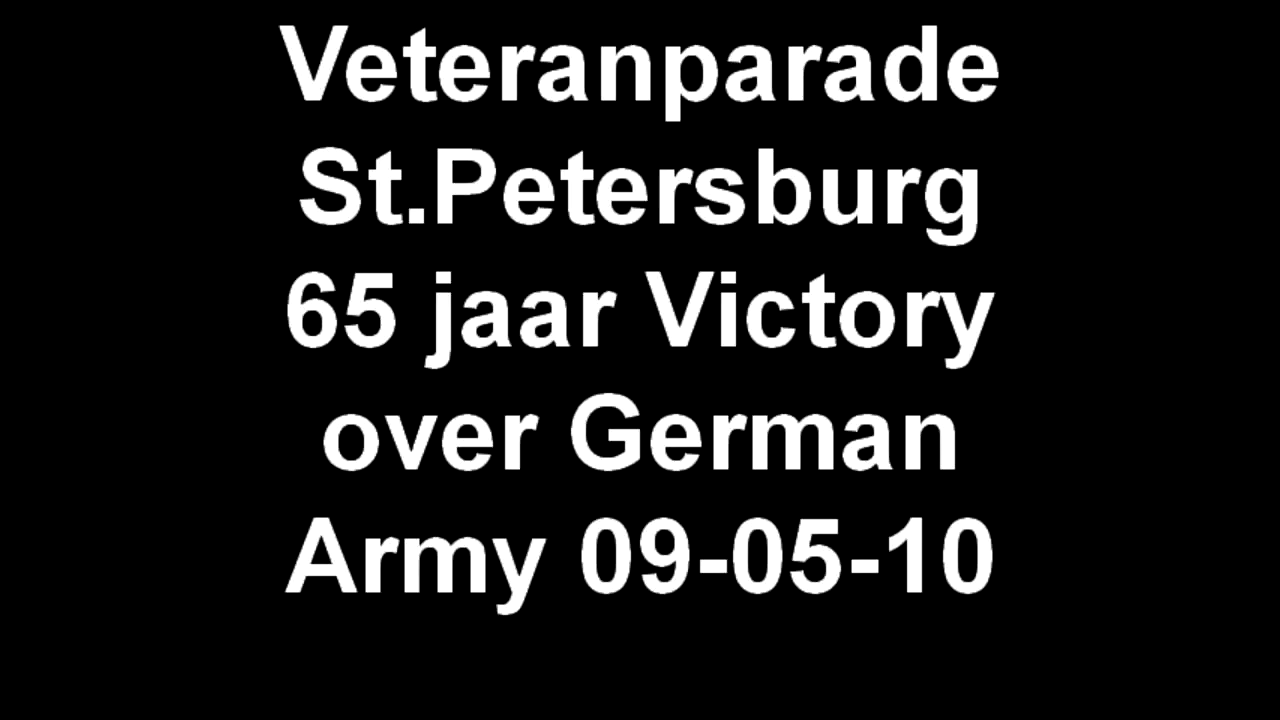 Veteranparade
St.Petersburg
65 jaar Victory
over German
Army 09-05-10